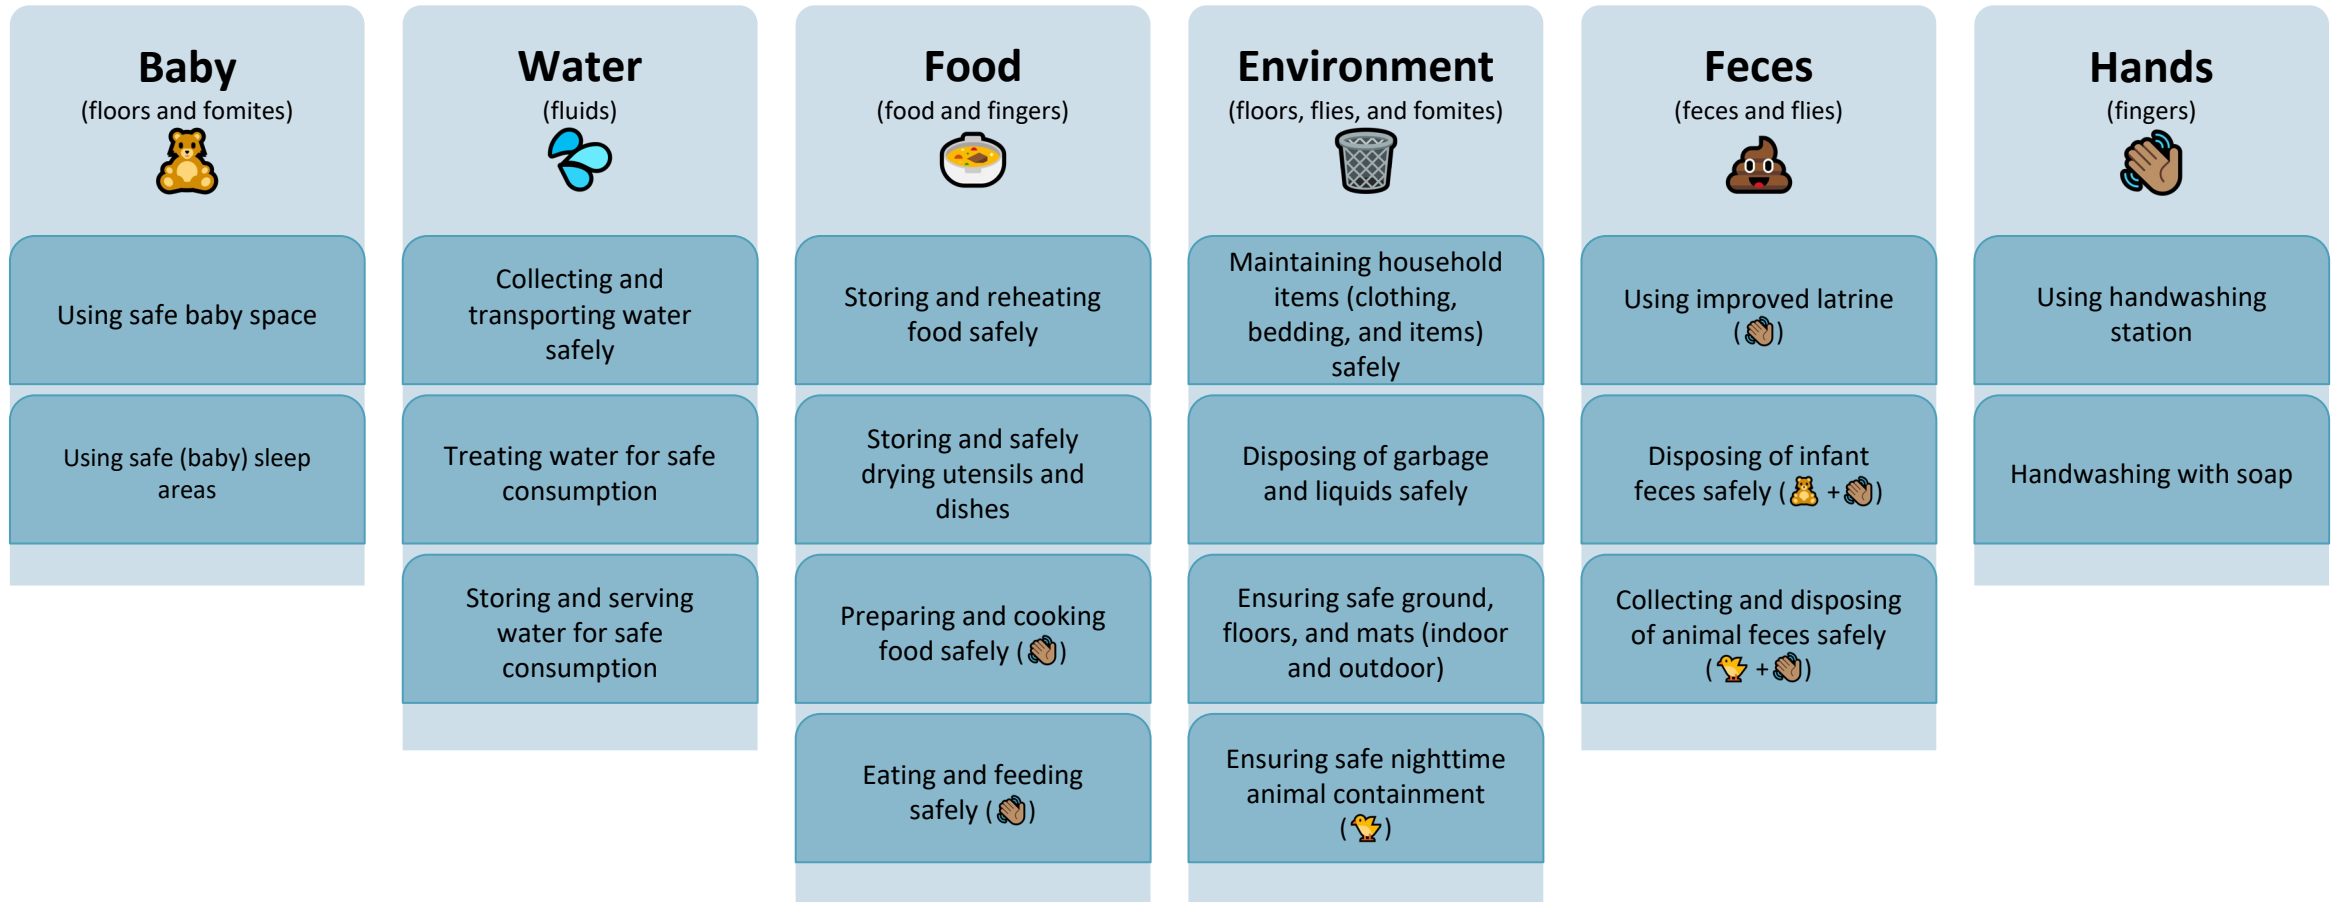 Baby
(floors and fomites)
Using safe baby space
Using safe (baby) sleep
areas
Water
(fluids)
Collecting and
transporting water
safely
Treating water for safe
consumption
Storing and serving
water for safe
consumption
Food
(food and fingers)
Storing and reheating
food safely
Storing and safely
drying utensils and
dishes
Preparing and cooking
food safely (👋🏽)
Eating and feeding
safely (👋🏽)
Environment
(floors, flies, and fomites)
Maintaining household
items (clothing,
bedding, and items)
safely
Disposing of garbage
and liquids safely
Ensuring safe ground,
floors, and mats (indoor
and outdoor)
Ensuring safe nighttime
animal containment
(🐤)
Feces
(feces and flies)
Using improved latrine
(👋🏽)
Disposing of infant
feces safely (🧸 +👋🏽)
Collecting and disposing
of animal feces safely
(🐤 +👋🏽)
Hands
(fingers)
Using handwashing
station
Handwashing with soap